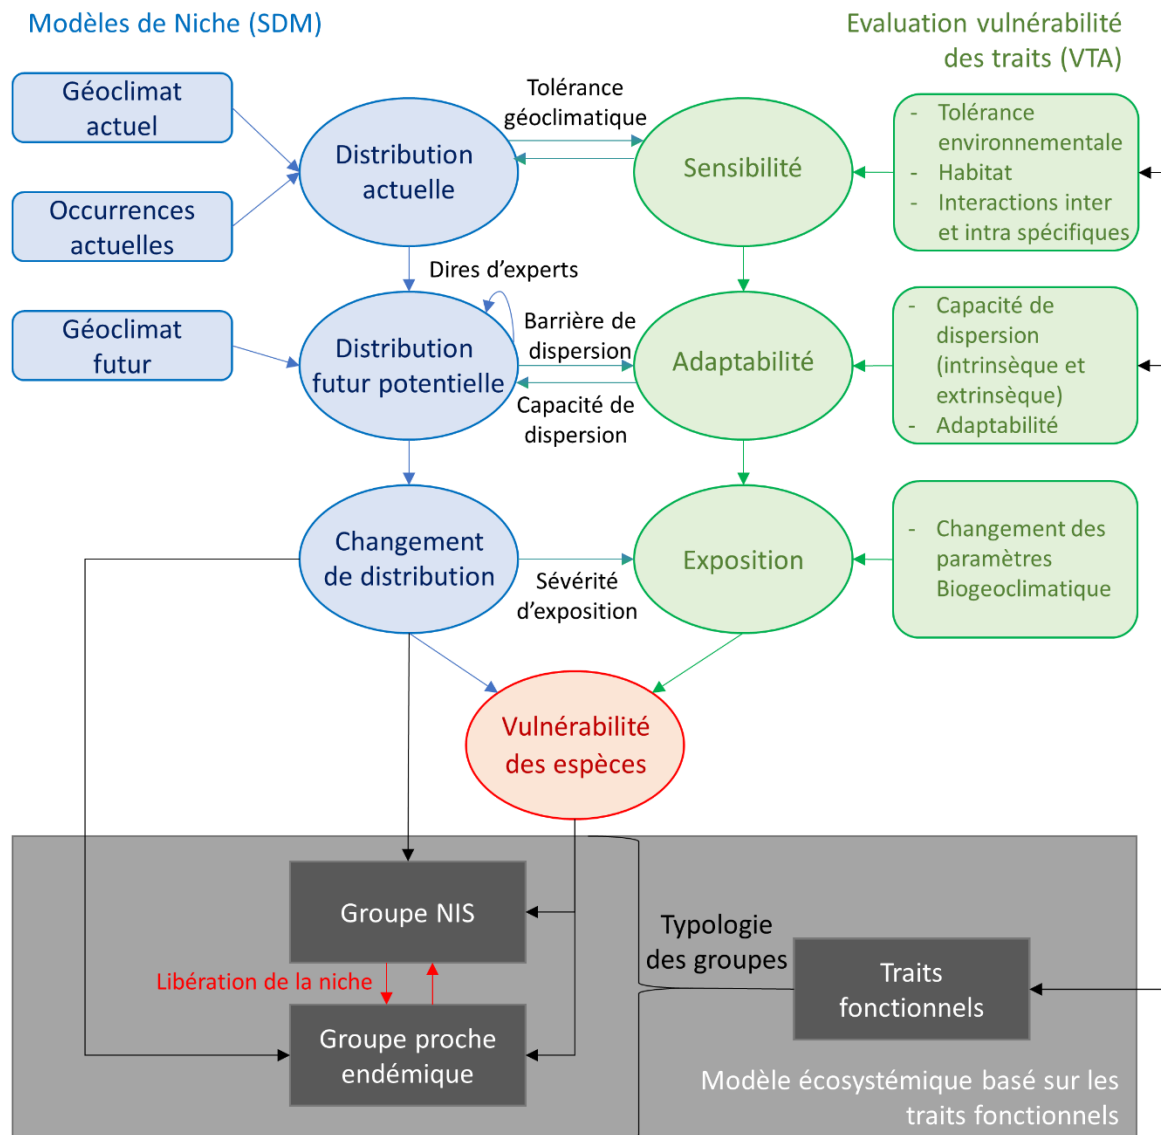 Modèles de Niche (SDM)
Evaluation vulnérabilité
des traits (VTA)
Géoclimat
actuel
Occurrences
actuelles
Distribution
actuelle
Tolérance
géoclimatique
Sensibilité
- Tolérance
environnementale
- Habitat
- Interactions inter
et intra spécifiques
Dires d'experts
Géoclimat
futur
Distribution
futur potentielle
Barrière de
dispersion
Capacité de
dispersion
Adaptabilité
- Capacité de
dispersion
(intrinsèque et
extrinsèque)
- Adaptabilité
Changement
de distribution
Sévérité
d'exposition
Exposition
- Changement des
paramètres
Biogeoclimatique
Vulnérabilité
des espèces
Groupe NIS
Libération de la niche
Groupe proche
endémique
Typologie
des groupes
Traits
fonctionnels
Modèle écosystémique basé sur les
traits fonctionnels